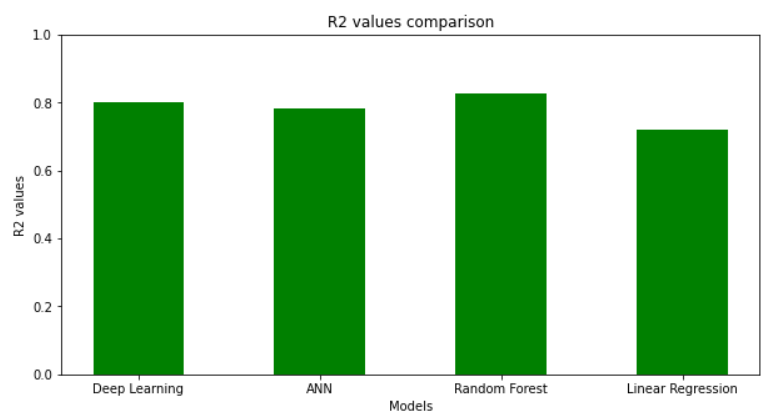 R2 values comparison
1.0
0.8
0.6
0.4
0.2
0.0
R2 values
Deep Learning ANN Random Forest Linear Regression
Models